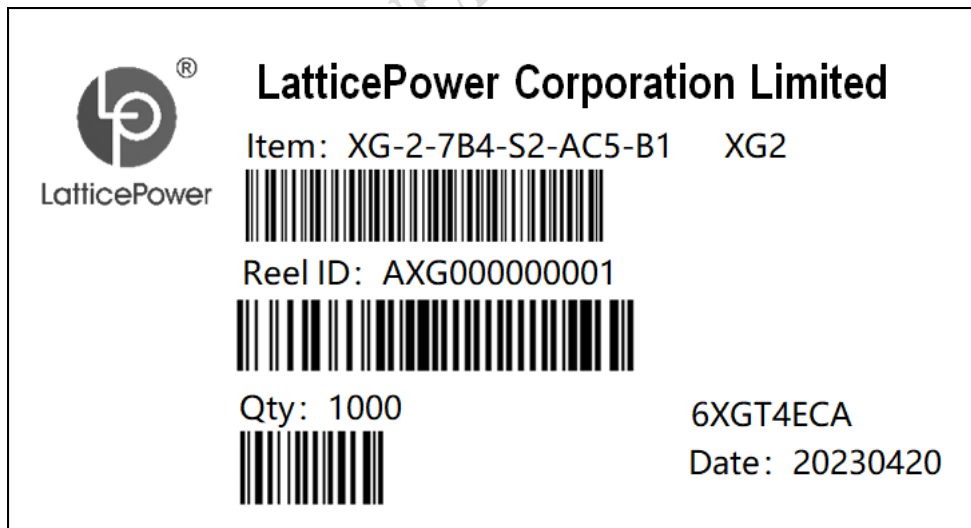 LatticePower Corporation Limited
®
LP
LatticePower
Item: XG-2-7B4-S2-AC5-B1 XG2
Reel ID: AXG000000001
Qty: 1000
6XGT4ECA
Date: 20230420